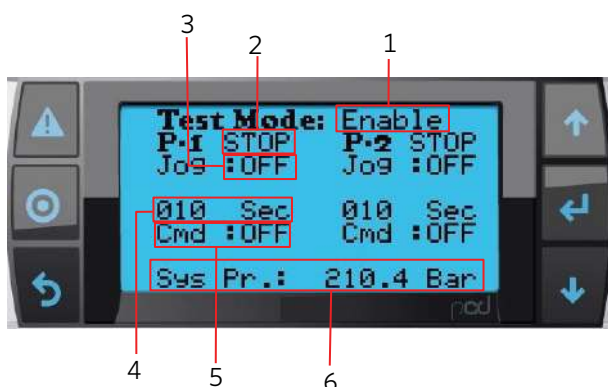 3 2 1
Test Mode: Enable
P-1 STOP P-2 STOP
Jog :OFF Jog :OFF
010 Sec 010 Sec
Cmd :OFF Cmd :OFF
Sys Pr.: 210.4 Bar
pGD
4 5 6